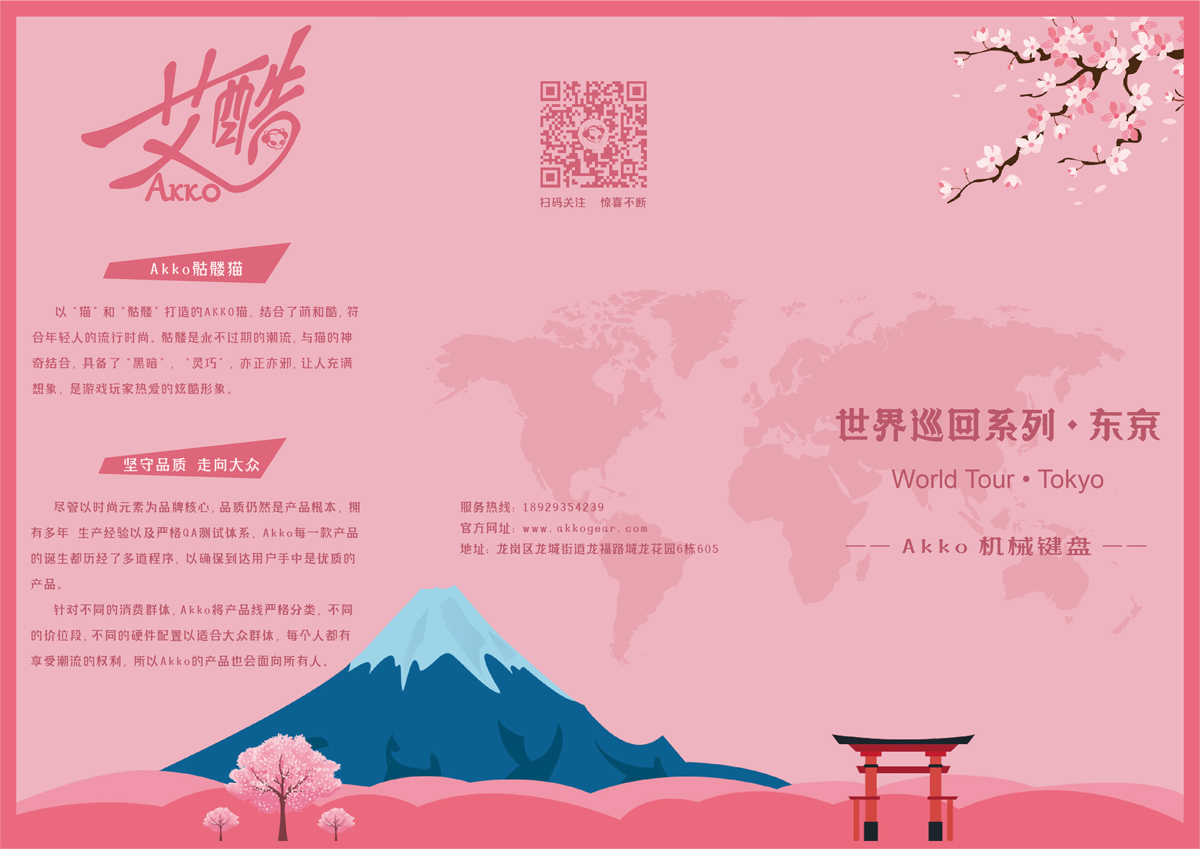 艾酷
Akko
Akko骷髅猫
以“猫”和“骷髅”打造的AKKO猫,结合了萌和酷,符
合年轻人的流行时尚。骷髅是永不过期的潮流,与猫的神
奇结合,具备了“黑暗”,“灵巧”,亦正亦邪,让人充满
想象,是游戏玩家热爱的炫酷形象。
坚守品质 走向大众
尽管以时尚元素为品牌核心,品质仍然是产品根本,拥
有多年 生产经验以及严格QA测试体系,Akko每一款产品
的诞生都历经了多道程序,以确保到达用户手中是优质的
产品。
针对不同的消费群体,Akko将产品线严格分类,不同
的价位段,不同的硬件配置以适合大众群体,每个人都有
享受潮流的权利,所以Akko的产品也会面向所有人。
扫码关注 惊喜不断
服务热线: 18929354239
官方网址: www.akkogear.com
地址: 龙岗区龙城街道龙福路城龙花园6栋605
世界巡回系列·东京
World Tour • Tokyo
—— Akko 机械键盘 ——